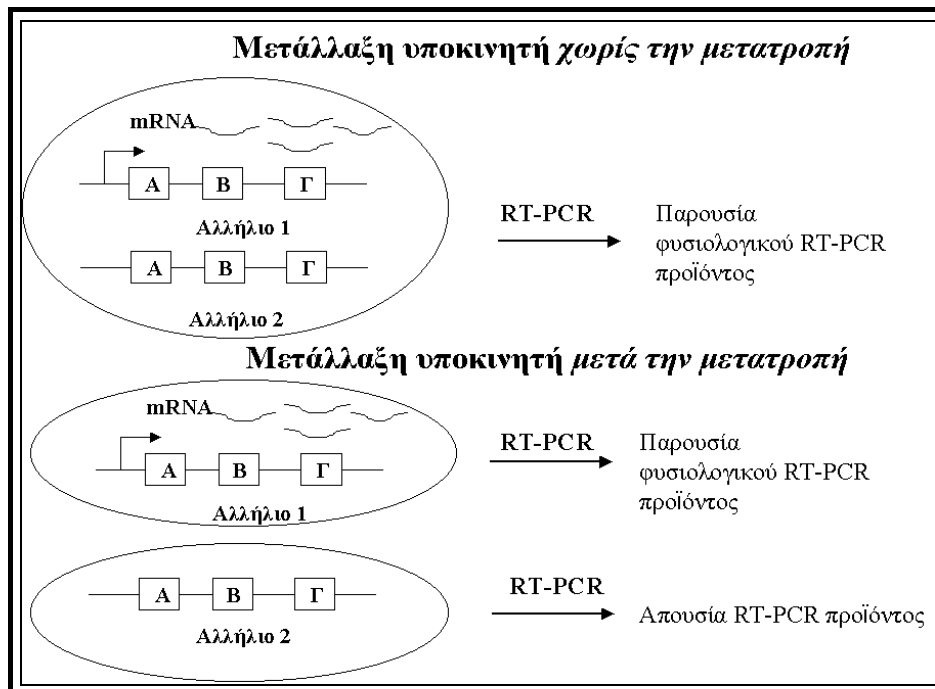 Μετάλλαξη υποκινητή χωρίς την μετατροπή
mRNA
Α Β Γ
Αλλήλιο 1
Α Β Γ
Αλλήλιο 2
RT-PCR
Παρουσία
φυσιολογικού RT-PCR
προϊόντος
Μετάλλαξη υποκινητή μετά την μετατροπή
mRNA
Α Β Γ
Αλλήλιο 1
RT-PCR
Παρουσία
φυσιολογικού RT-PCR
προϊόντος
Α Β Γ
Αλλήλιο 2
RT-PCR
Απουσία RT-PCR προϊόντος